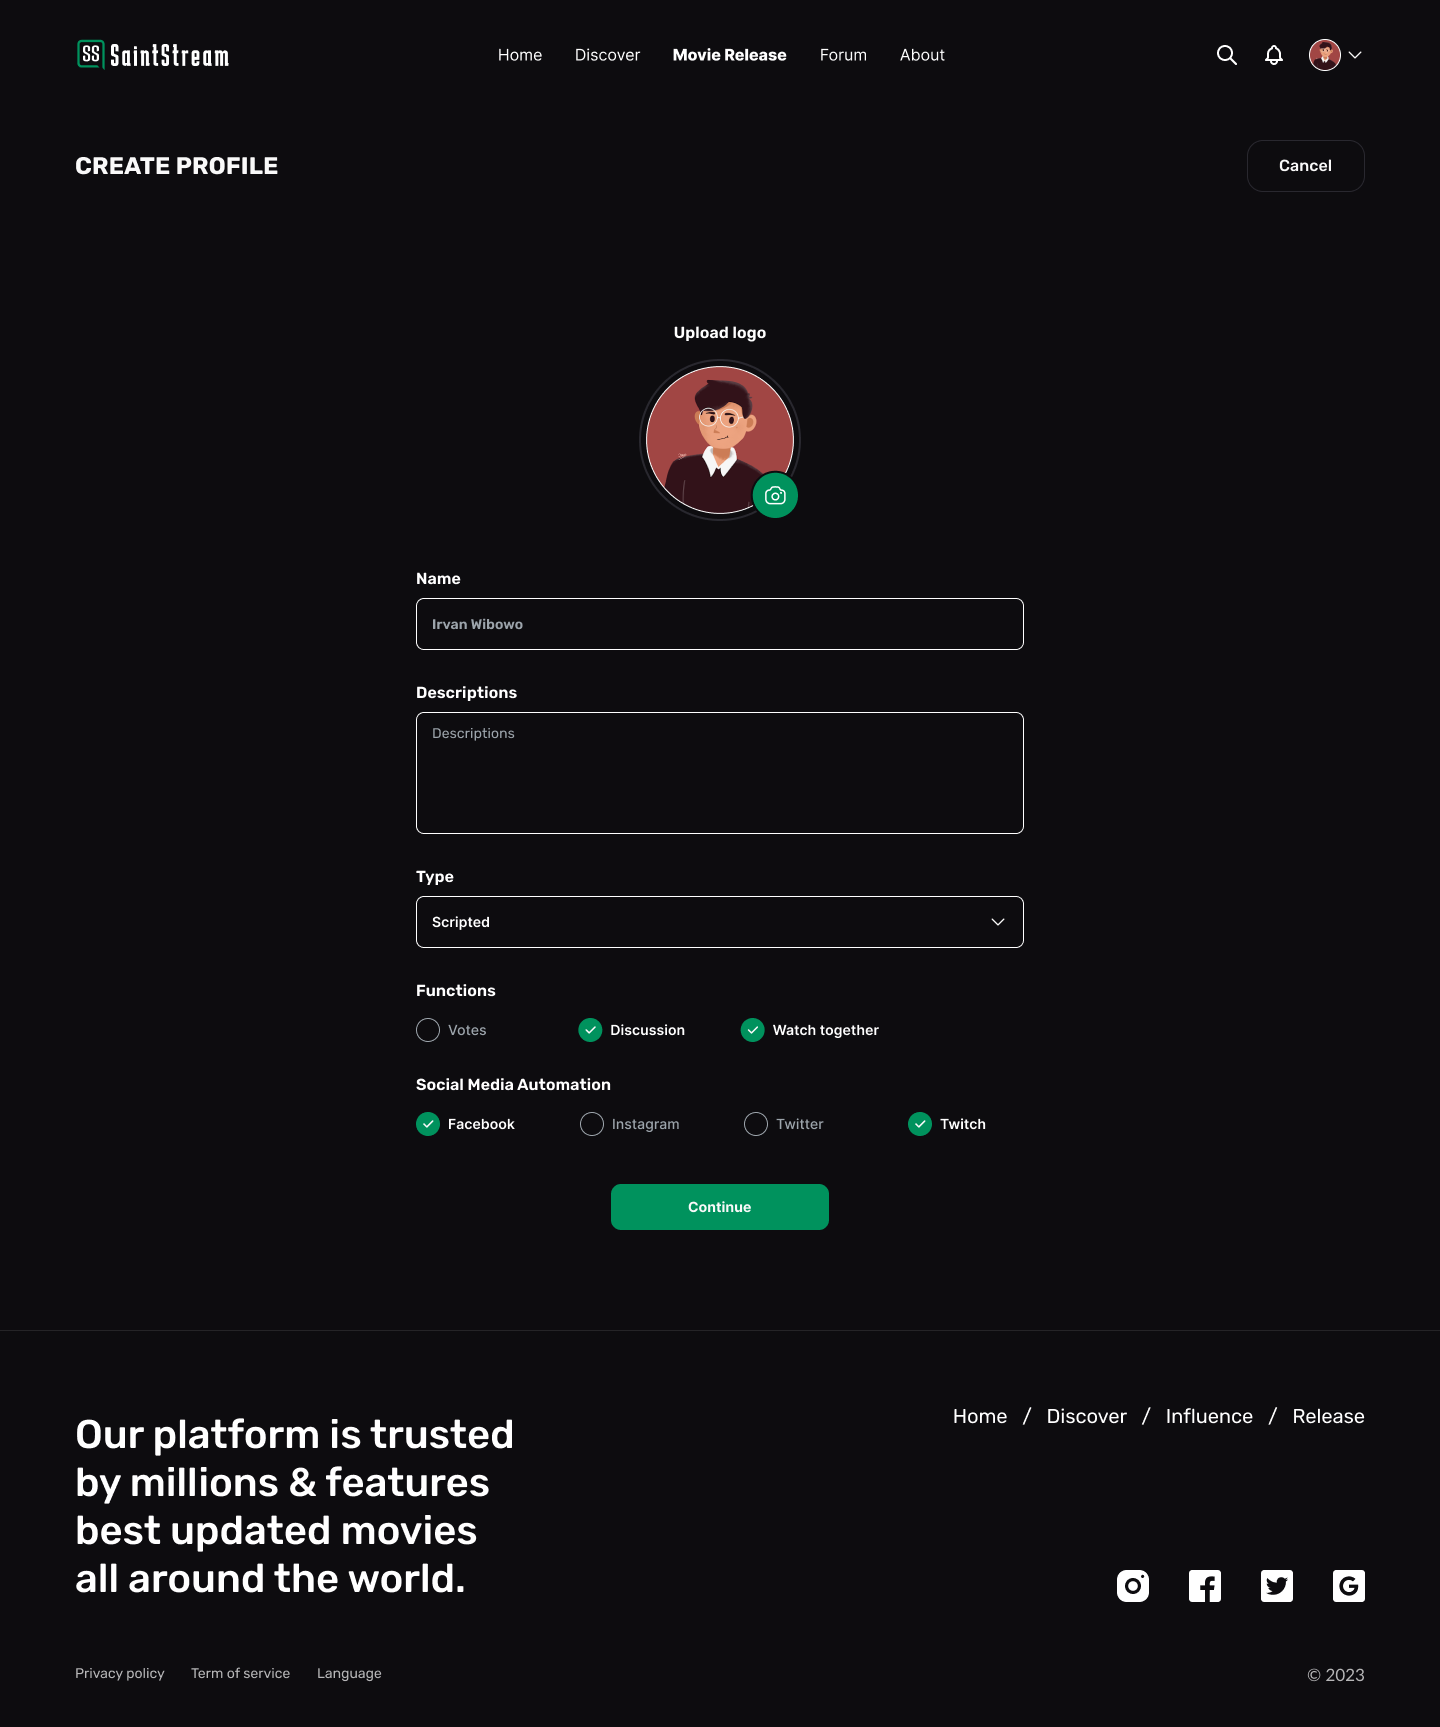 SS SaintStream
Home
Discover
Movie Release
Forum
About
CREATE PROFILE
Cancel
Upload logo
Name
Irvan Wibowo
Descriptions
Descriptions
Type
Scripted
Functions
Votes
Discussion
Watch together
Social Media Automation
Facebook
Instagram
Twitter
Twitch
Continue
Our platform is trusted
by millions & features
best updated movies
all around the world.
Home / Discover / Influence / Release
Privacy policy
Term of service
Language
© 2023